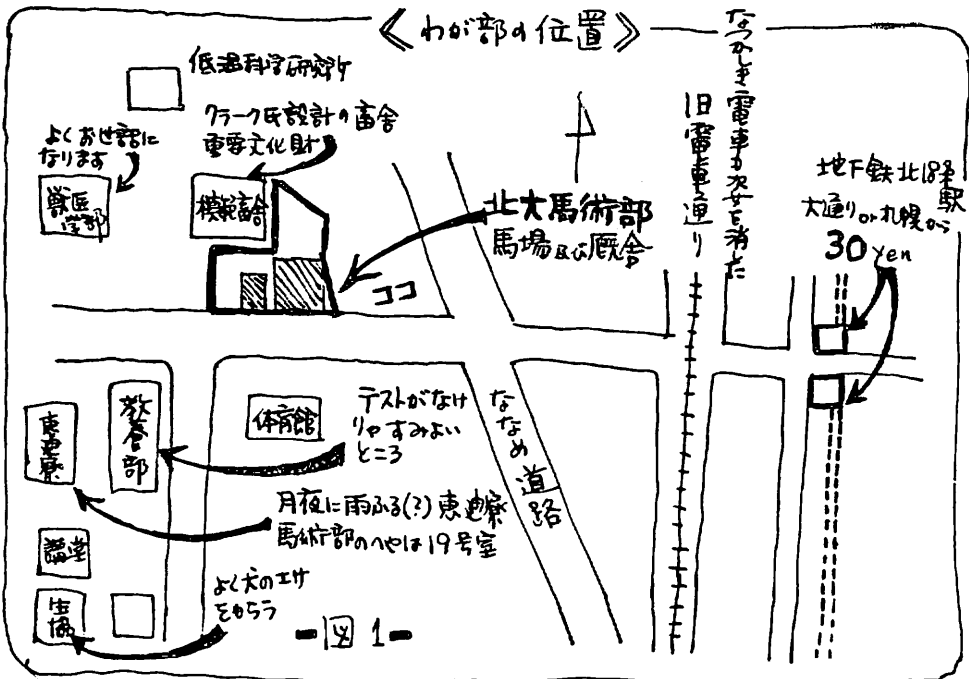 ≪わが部の位置≫
低温科学研究所
クラーク氏設計の畜舎
重要文化財
よくお世話に
なります
獣医
学部
模範畜舎
北大馬術部
馬場及び厩舎
ココ
なつかしき電車が姿を消した
旧電車通り
地下鉄北18条駅
大通りor札幌から
30yen
教養部
恵迪寮
体育館
テストがなけ
りゃすみよい
ところ
ななめ道路
月夜に雨ふる(?)恵迪寮
馬術部のへやは19号室
講堂
生協
よく犬のエサ
をもらう
図1